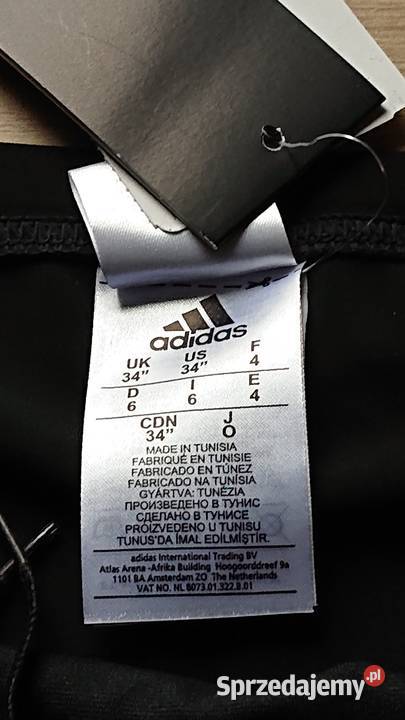 adidas
UK US F
34” 34” 4
D I E
6 6 4
CDN J
34” O
MADE IN TUNISIA
FABRIQUÉ EN TUNISIE
FABRICADO EN TÚNEZ
FABRICADO NA TUNÍSIA
GYÁRTVA: TUNÉZIA
ПРОИЗВЕДЕНО В ТУНИС
СДЕЛАНО В ТУНИСЕ
PROIZVEDENO U TUNISU
TUNUS'DA IMAL EDİLMİŞTİR.
adidas International Trading BV
Atlas Arena -Afrika Building Hoogoorddreef 9a
1101 BA Amsterdam ZO The Netherlands
VAT NO. NL 8073.01.322.B.01
Sprzedajemy.pl